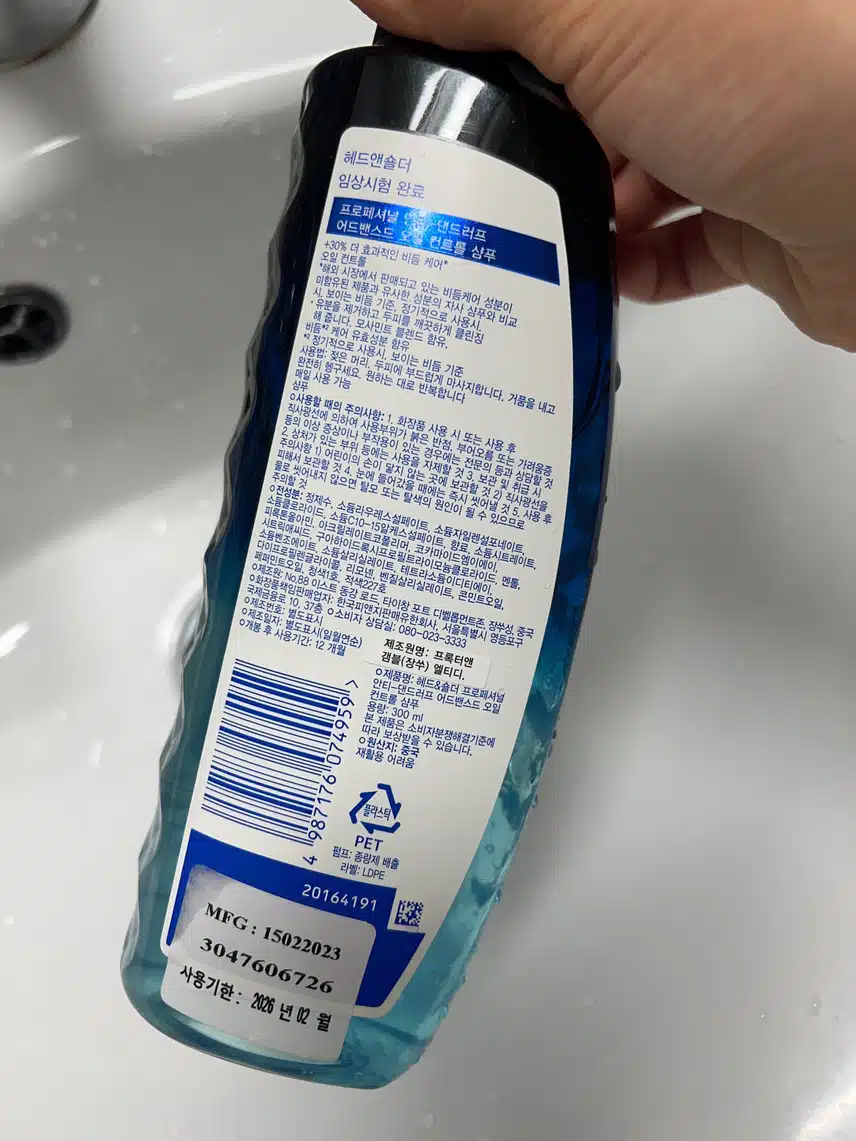 헤드앤숄더
임상시험 완료
프로페셔널 댄드러프
어드밴스드 오일 컨트롤 샴푸
+30% 더 효과적인 비듬 케어*
오일 컨트롤
*해외 시장에서 판매되고 있는 비듬케어 성분이
미함유된 제품과 유사한 성분의 자사 샴푸와 비교
시, 보이는 비듬 기준, 정기적으로 사용시.
· 유분을 제거하고 두피를 깨끗하게 클린징
해 줍니다. 모사민트 블렌드 함유.
비듬*² 케어 유효성분 함유
*² 정기적으로 사용시, 보이는 비듬 기준
사용법: 젖은 머리, 두피에 부드럽게 마사지합니다. 거품을 내고
완전히 헹구세요. 원하는 대로 반복합니다
매일 사용 가능
샴푸
○사용할 때의 주의사항: 1. 화장품 사용 시 또는 사용 후
직사광선에 의하여 사용부위가 붉은 반점, 부어오름 또는 가려움증
등의 이상 증상이나 부작용이 있는 경우에는 전문의 등과 상담할 것
2. 상처가 있는 부위 등에는 사용을 자제할 것 3. 보관 및 취급 시
주의사항 1) 어린이의 손이 닿지 않는 곳에 보관할 것 2) 직사광선을
피해서 보관할 것 4. 눈에 들어갔을 때에는 즉시 씻어낼 것 5. 사용 후
물로 씻어내지 않으면 탈모 또는 탈색의 원인이 될 수 있으므로
주의할 것
○전성분: 정제수, 소듐라우레스설페이트, 소듐자일렌설포네이트,
소듐클로라이드, 소듐C10-15알케스설페이트, 향료, 소듐시트레이트,
피록톤올아민, 아크릴레이트코폴리머, 코카마이드엠이에이,
시트릭애씨드, 구아하이드록시프로필트라이모늄클로라이드, 멘톨,
소듐벤조에이트, 소듐살리실레이트, 테트라소듐이디티에이,
다이프로필렌글라이콜, 리모넨, 벤질살리실레이트, 콘민트오일,
페퍼민트오일, 청색1호, 적색227호
○제조원: No.88 이스트 동강 로드, 타이창 포트 디벨롭먼트존, 장쑤성, 중국
○화장품책임판매업자: 한국피앤지판매유한회사, 서울특별시 영등포구
국제금융로 10, 37층 ○소비자 상담실: 080-023-3333
○제조번호: 별도표시
○제조일자: 별도표시(일월연순)
○개봉 후 사용기간: 12 개월
제조원명: 프록터앤
갬블(장쑤) 엘티디.
○제품명: 헤드&숄더 프로페셔널
안티-댄드러프 어드밴스드 오일
컨트롤 샴푸
용량: 300 ml
본 제품은 소비자분쟁해결기준에
따라 보상받을 수 있습니다.
○원산지: 중국
재활용 어려움
4 987176 074959 >
플라스틱
PET
펌프: 종량제 배출
라벨: LDPE
20164191
MFG : 15022023
3047606726
사용기한 : 2026 년 02 월